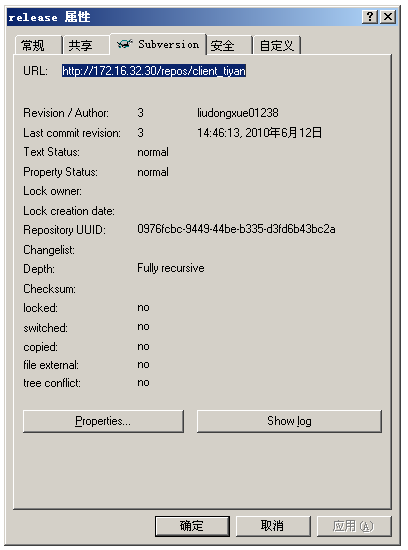 release 属性
常规 共享 Subversion 安全 自定义
URL: http://172.16.32.30/repos/client_tiyan
Revision / Author: 3 liudongxue01238
Last commit revision: 3 14:46:13, 2010年6月12日
Text Status: normal
Property Status: normal
Lock owner:
Lock creation date:
Repository UUID: 0976fcbc-9449-44be-b335-d3fd6b43bc2a
Changelist:
Depth: Fully recursive
Checksum:
locked: no
switched: no
copied: no
file external: no
tree conflict: no
Properties... Show log
确定 取消 应用 (A)